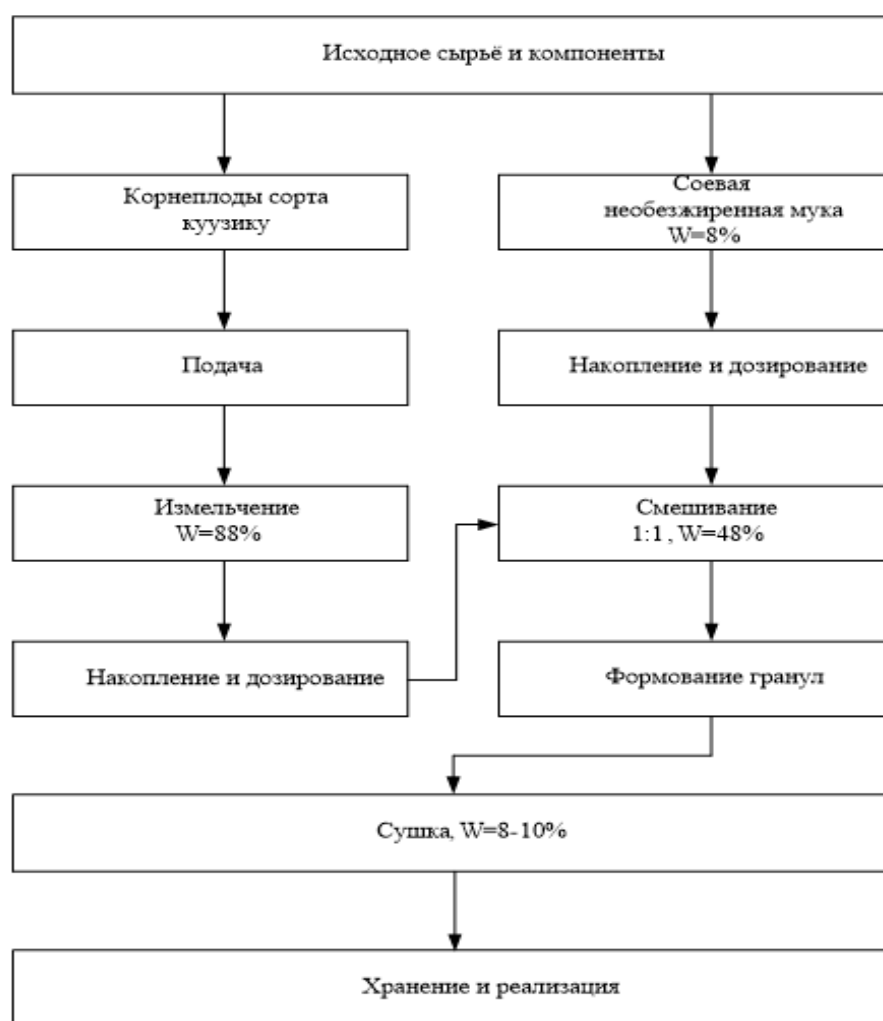 Исходное сырьё и компоненты
Корнеплоды сорта
куузику
Соевая
необезжиренная мука
W=8%
Подача
Накопление и дозирование
Измельчение
W=88%
Смешивание
1:1 , W=48%
Накопление и дозирование
Формование гранул
Сушка, W=8-10%
Хранение и реализация